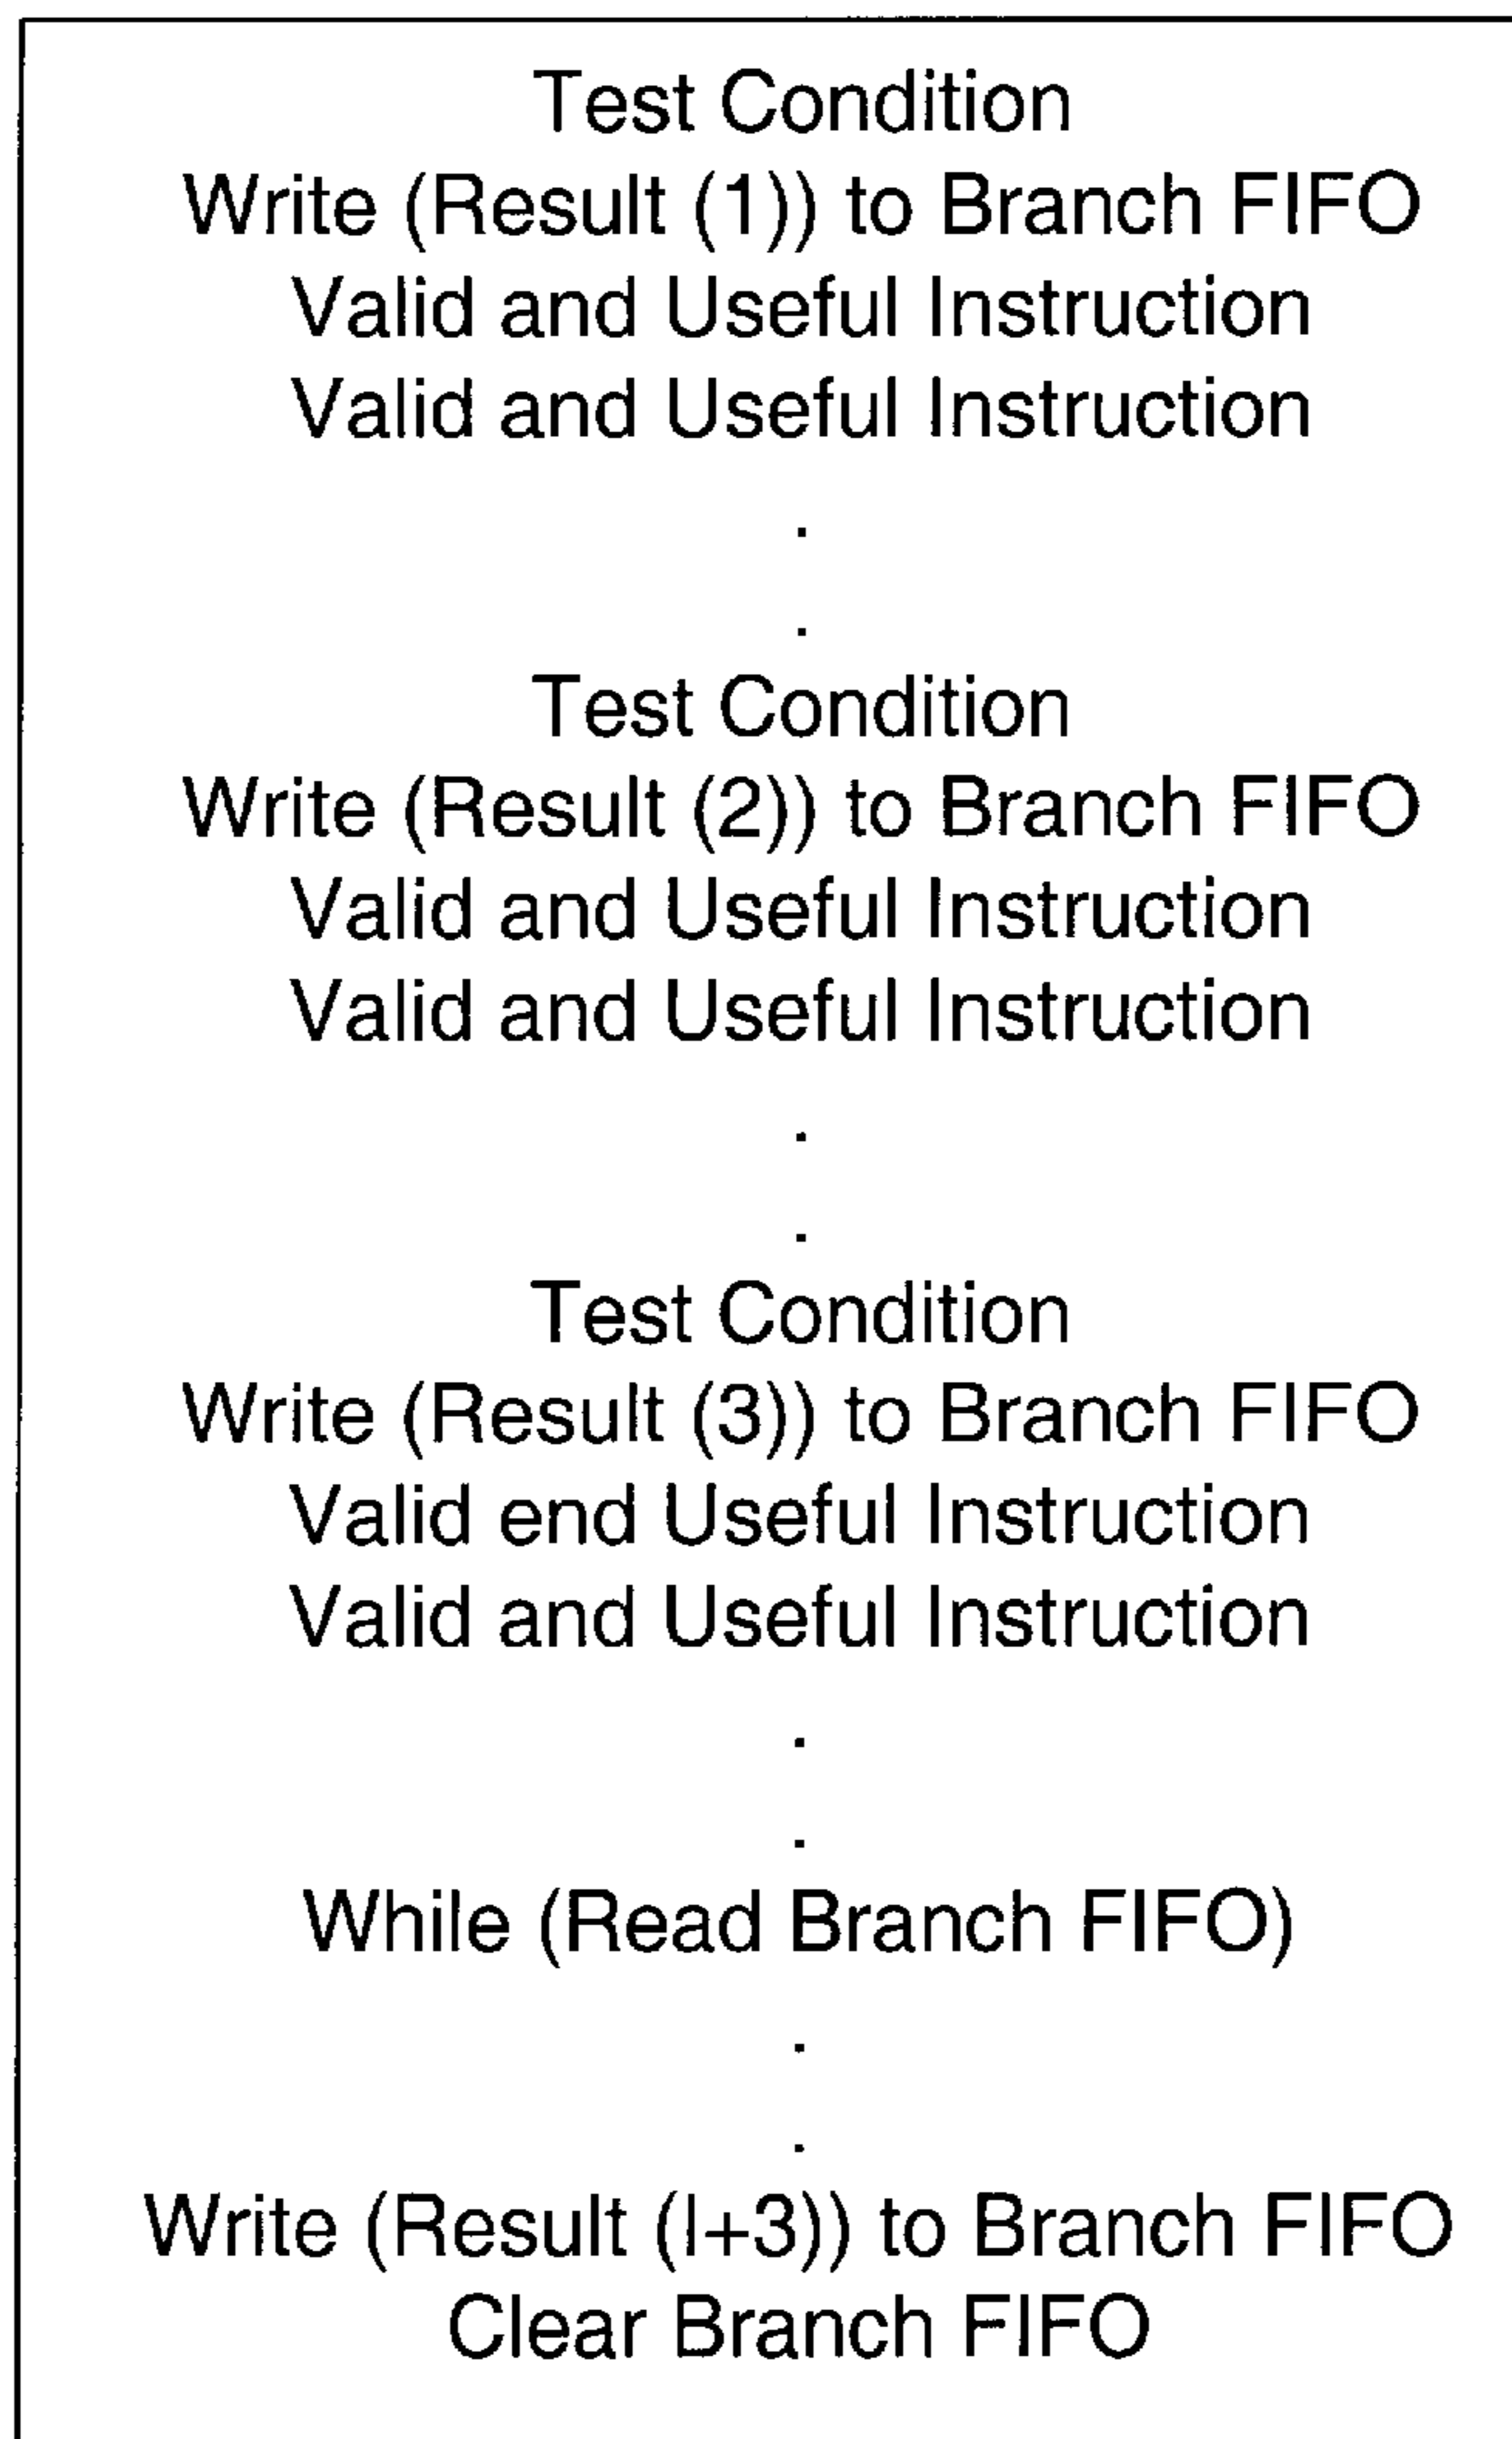 Test Condition
Write (Result (1)) to Branch FIFO
Valid and Useful Instruction
Valid and Useful Instruction
.
.
Test Condition
Write (Result (2)) to Branch FIFO
Valid and Useful Instruction
Valid and Useful Instruction
.
.
Test Condition
Write (Result (3)) to Branch FIFO
Valid end Useful Instruction
Valid and Useful Instruction
.
.
While (Read Branch FIFO)
.
.
Write (Result (I+3)) to Branch FIFO
Clear Branch FIFO